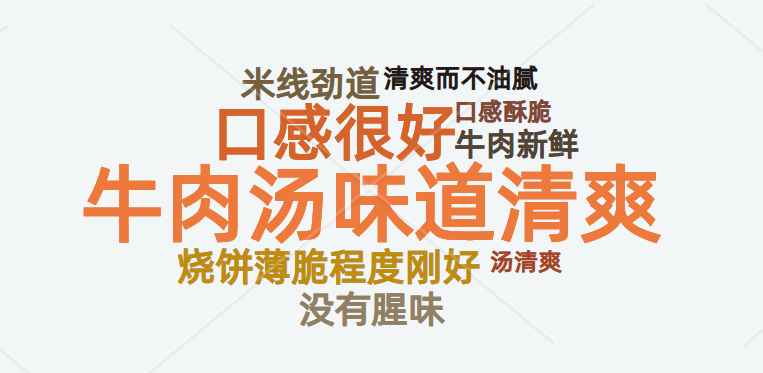 米线劲道
清爽而不油腻
口感很好
口感酥脆
牛肉新鲜
牛肉汤味道清爽
烧饼薄脆程度刚好
汤清爽
没有腥味